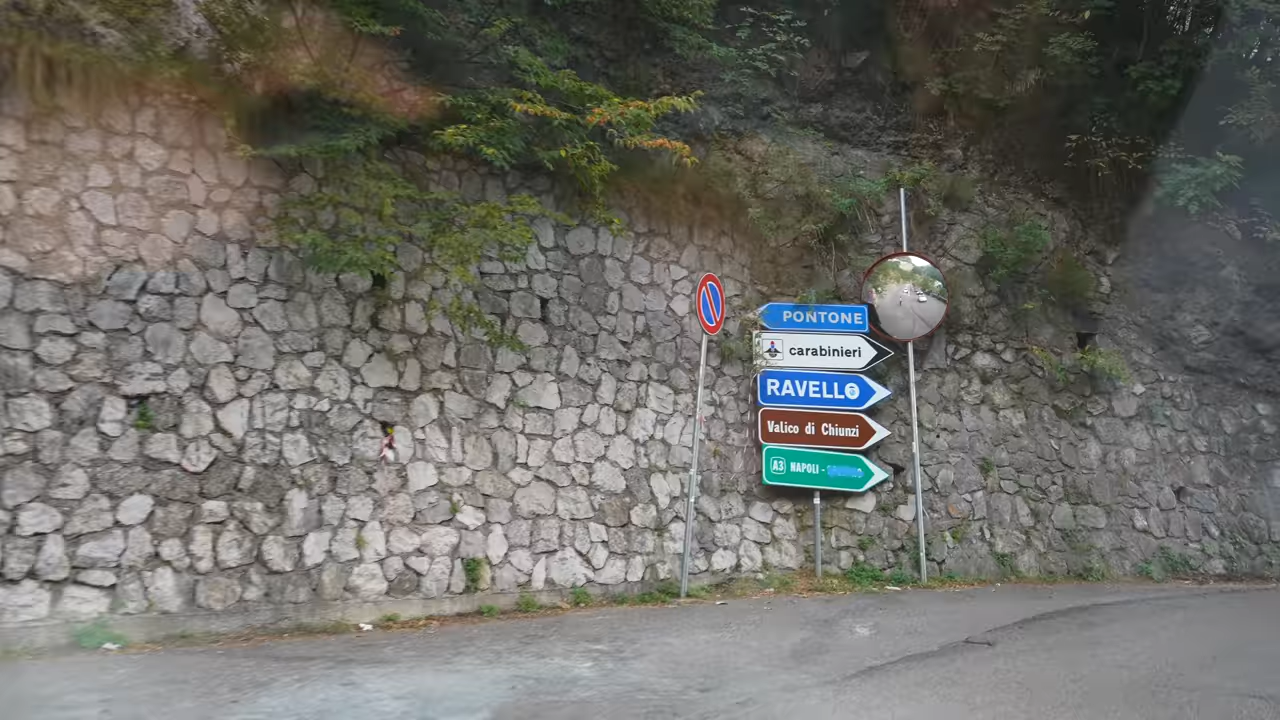 PONTONE
carabinieri
RAVELLO
Valico di Chiunzi
A3 NAPOLI -